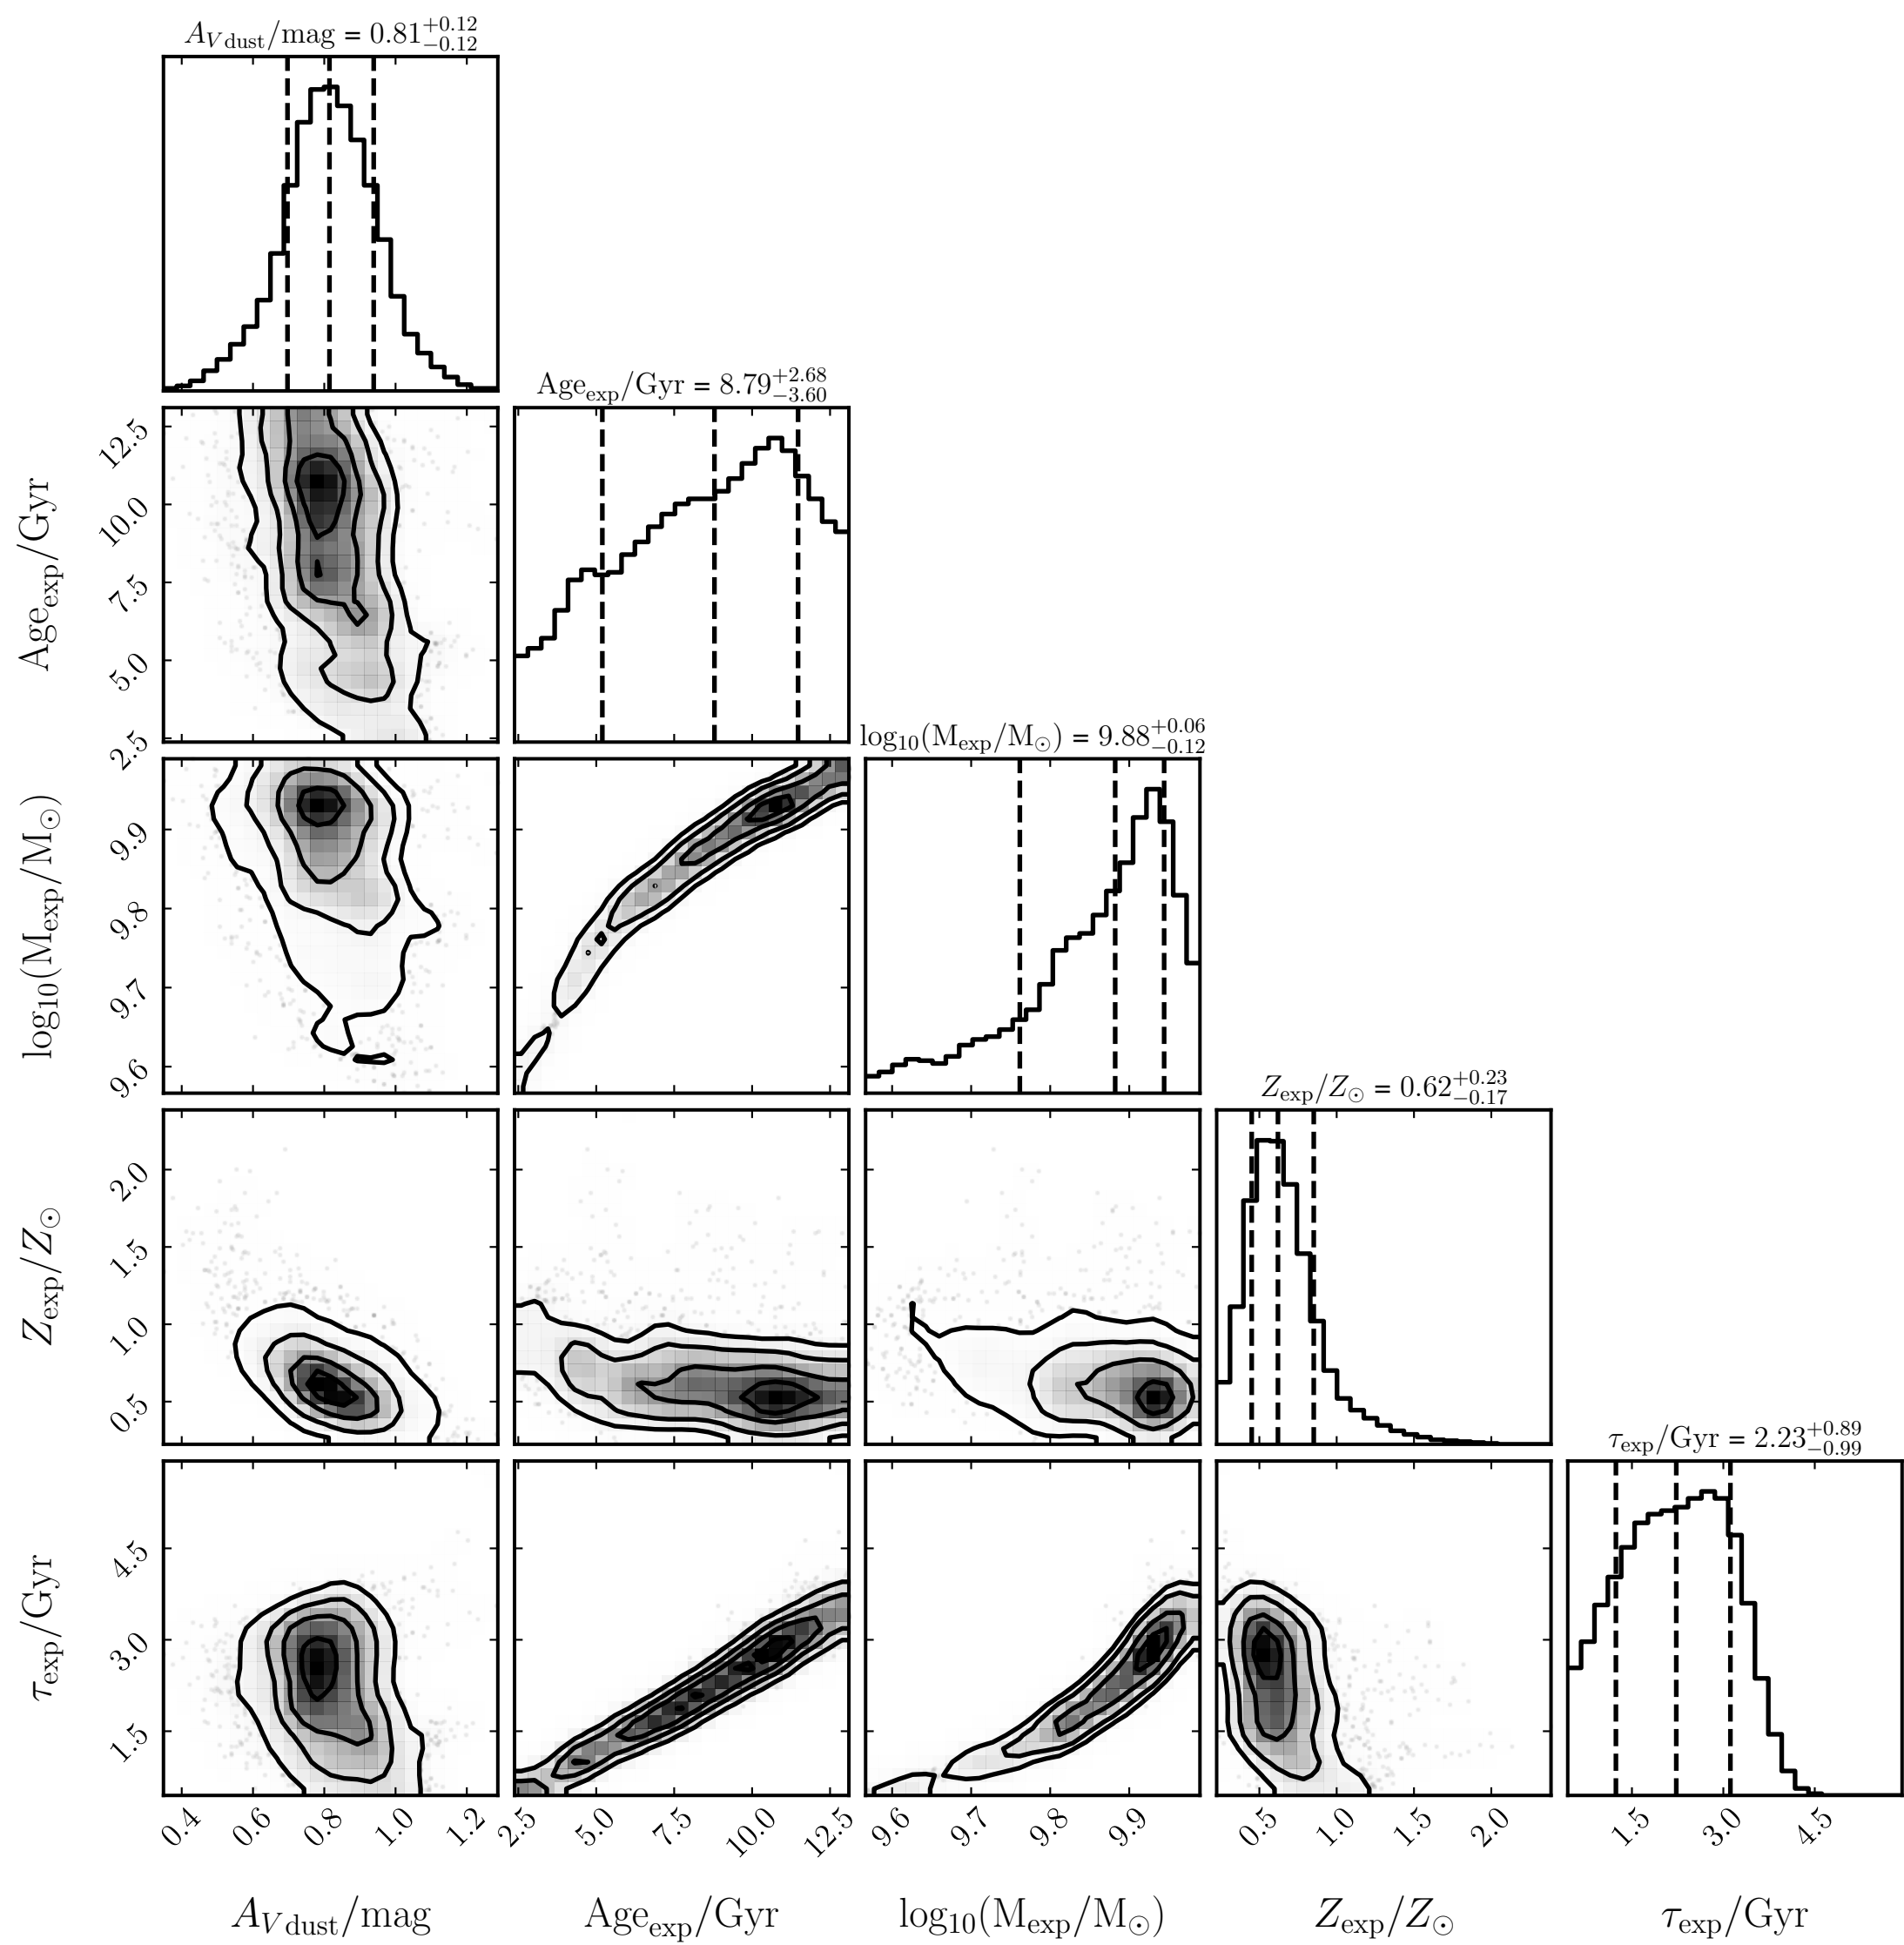 A_V dust/mag = 0.81^{+0.12}_{-0.12}
Age_exp/Gyr = 8.79^{+2.68}_{-3.60}
12.5
10.0
7.5
5.0
2.5
Age_exp/Gyr
log_10(M_exp/M_⊙) = 9.88^{+0.06}_{-0.12}
9.9
9.8
9.7
9.6
log_10(M_exp/M_⊙)
Z_exp/Z_⊙ = 0.62^{+0.23}_{-0.17}
2.0
1.5
1.0
0.5
Z_exp/Z_⊙
τ_exp/Gyr = 2.23^{+0.89}_{-0.99}
4.5
3.0
1.5
τ_exp/Gyr
0.4 0.6 0.8 1.0 1.2 2.5 5.0 7.5 10.0 12.5 9.6 9.7 9.8 9.9 0.5 1.0 1.5 2.0 1.5 3.0 4.5
A_V dust/mag Age_exp/Gyr log_10(M_exp/M_⊙) Z_exp/Z_⊙ τ_exp/Gyr